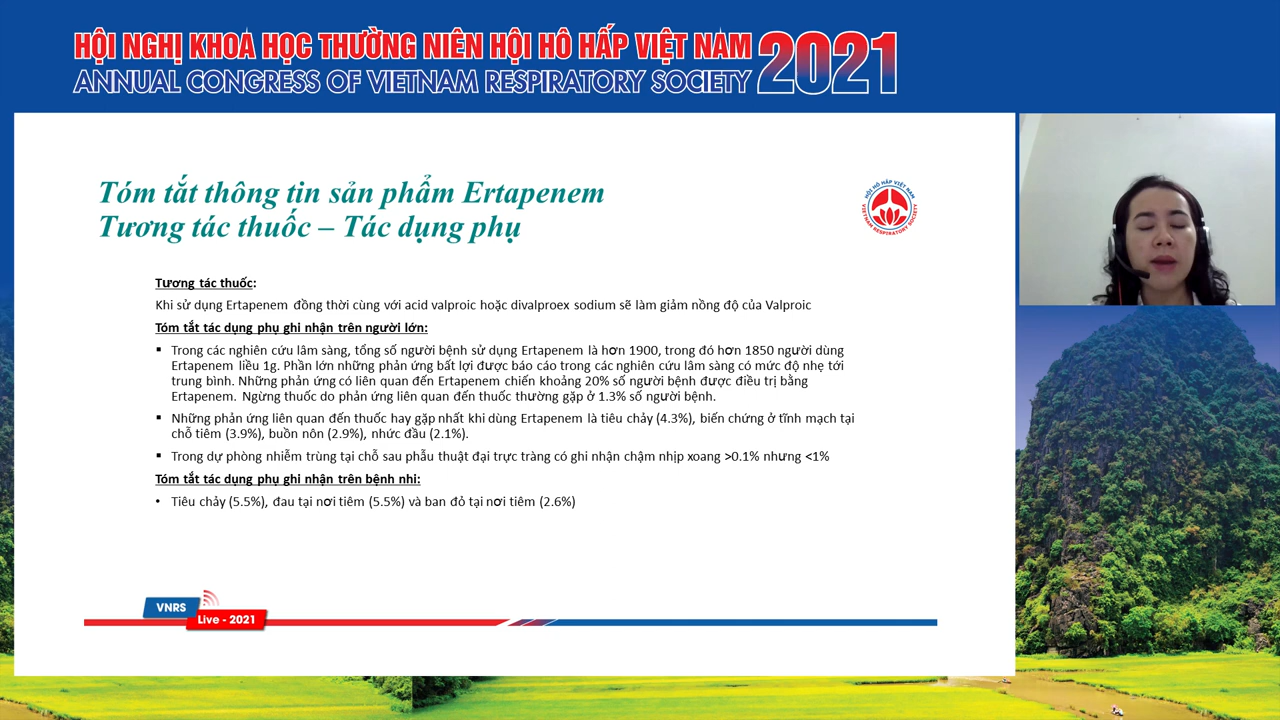 HỘI NGHỊ KHOA HỌC THƯỜNG NIÊN HỘI HÔ HẤP VIỆT NAM 2021
ANNUAL CONGRESS OF VIETNAM RESPIRATORY SOCIETY
Tóm tắt thông tin sản phẩm Ertapenem
Tương tác thuốc – Tác dụng phụ
HỘI HÔ HẤP VIỆT NAM
VIETNAM RESPIRATORY SOCIETY
Tương tác thuốc:
Khi sử dụng Ertapenem đồng thời cùng với acid valproic hoặc divalproex sodium sẽ làm giảm nồng độ của Valproic
Tóm tắt tác dụng phụ ghi nhận trên người lớn:
▪ Trong các nghiên cứu lâm sàng, tổng số người bệnh sử dụng Ertapenem là hơn 1900, trong đó hơn 1850 người dùng
Ertapenem liều 1g. Phần lớn những phản ứng bất lợi được báo cáo trong các nghiên cứu lâm sàng có mức độ nhẹ tới
trung bình. Những phản ứng có liên quan đến Ertapenem chiến khoảng 20% số người bệnh được điều trị bằng
Ertapenem. Ngừng thuốc do phản ứng liên quan đến thuốc thường gặp ở 1.3% số người bệnh.
▪ Những phản ứng liên quan đến thuốc hay gặp nhất khi dùng Ertapenem là tiêu chảy (4.3%), biến chứng ở tĩnh mạch tại
chỗ tiêm (3.9%), buồn nôn (2.9%), nhức đầu (2.1%).
▪ Trong dự phòng nhiễm trùng tại chỗ sau phẫu thuật đại trực tràng có ghi nhận chậm nhịp xoang >0.1% nhưng <1%
Tóm tắt tác dụng phụ ghi nhận trên bệnh nhi:
• Tiêu chảy (5.5%), đau tại nơi tiêm (5.5%) và ban đỏ tại nơi tiêm (2.6%)
VNRS
Live - 2021